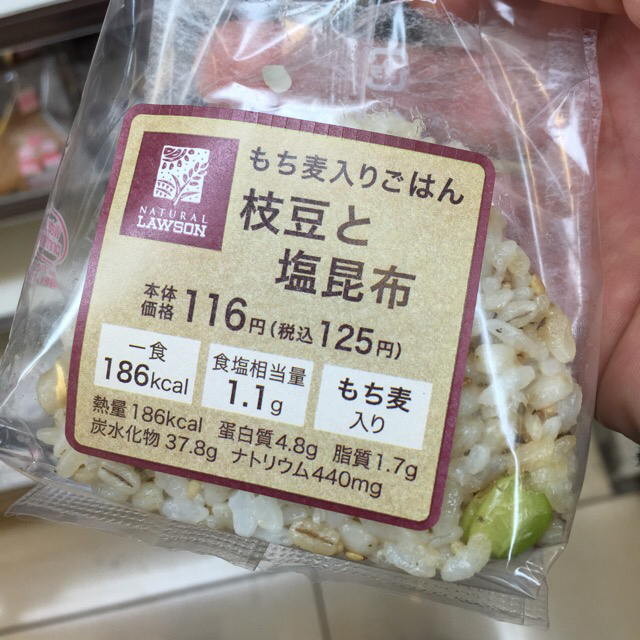 NATURAL
LAWSON
もち麦入りごはん
枝豆と
塩昆布
本体
価格 116円(税込125円)
一食
186kcal
食塩相当量
1.1g
もち麦
入り
熱量186kcal 蛋白質4.8g 脂質1.7g
炭水化物37.8g ナトリウム440mg